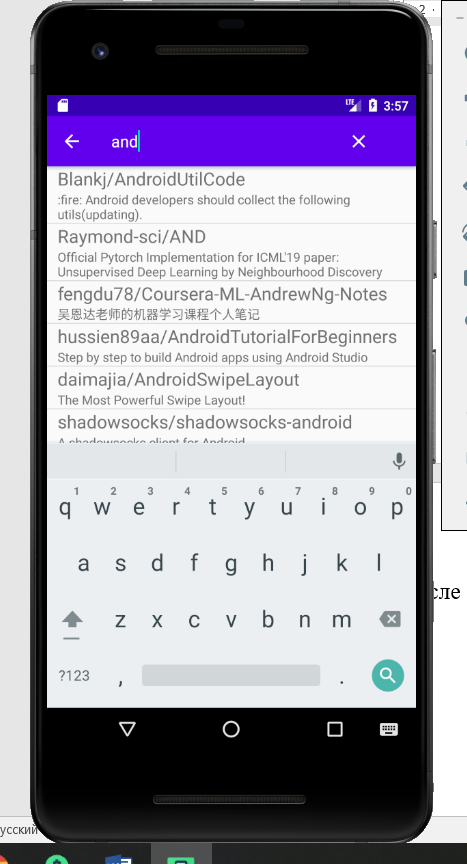 2
LTE 3:57
and
Blankj/AndroidUtilCode
:fire: Android developers should collect the following
utils(updating).
Raymond-sci/AND
Official Pytorch Implementation for ICML'19 paper:
Unsupervised Deep Learning by Neighbourhood Discovery
fengdu78/Coursera-ML-AndrewNg-Notes
吴恩达老师的机器学习课程个人笔记
hussien89aa/AndroidTutorialForBeginners
Step by step to build Android apps using Android Studio
daimajia/AndroidSwipeLayout
The Most Powerful Swipe Layout!
shadowsocks/shadowsocks-android
A shadowsocks client for Android
1 2 3 4 5 6 7 8 9 0
q w e r t y u i o p
a s d f g h j k l
z x c v b n m
?123 , .
сле
усский